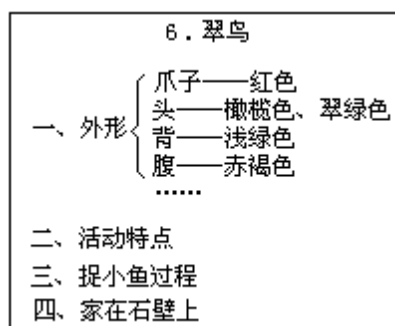 6．翠鸟
爪子——红色
头——橄榄色、翠绿色
一、外形
背——浅绿色
腹——赤褐色
……
二、活动特点
三、捉小鱼过程
四、家在石壁上